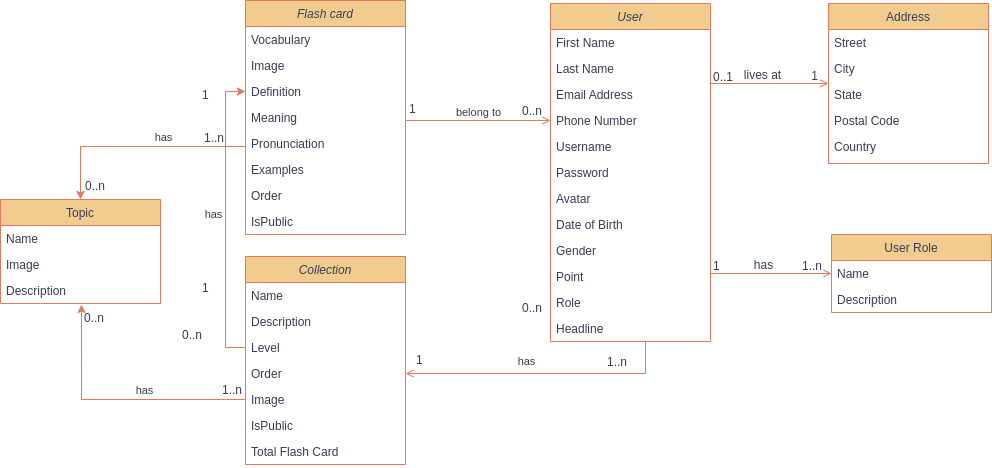 Flash card
Vocabulary
Image
Definition
Meaning
Pronunciation
Examples
Order
IsPublic
User
First Name
Last Name
Email Address
Phone Number
Username
Password
Avatar
Date of Birth
Gender
Point
Role
Headline
Address
Street
City
State
Postal Code
Country
0..1
lives at
1
1
belong to
0..n
1
has
1..n
0..n
Topic
Name
Image
Description
has
1
0..n
0..n
has
1..n
Collection
Name
Description
Level
Order
Image
IsPublic
Total Flash Card
User Role
Name
Description
1
has
1..n
0..n
1
has
1..n